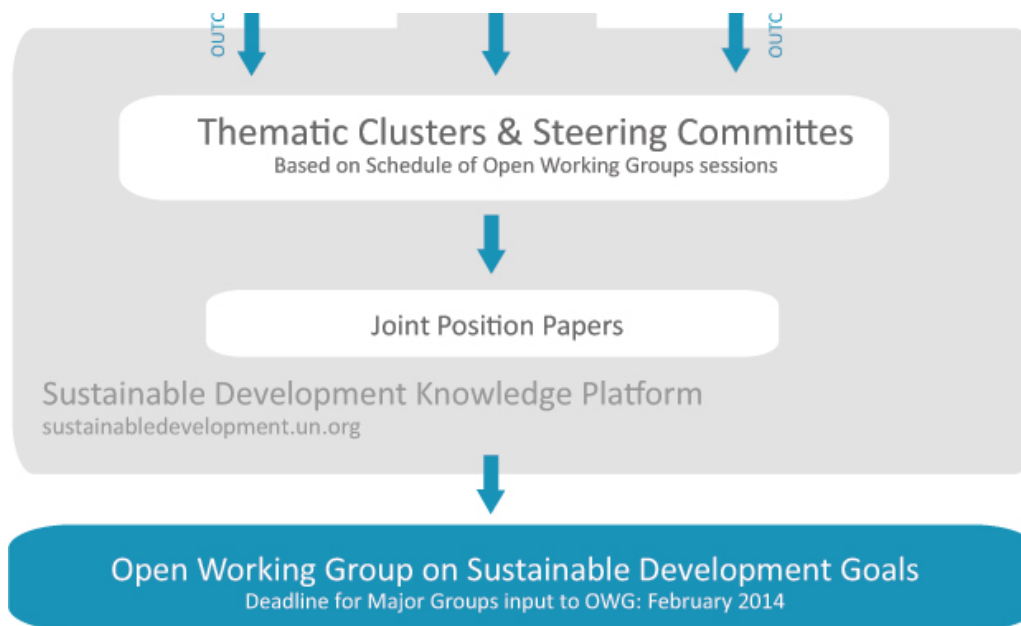 OUTC
OUTC
Thematic Clusters & Steering Committes
Based on Schedule of Open Working Groups sessions
Joint Position Papers
Sustainable Development Knowledge Platform
sustainabledevelopment.un.org
Open Working Group on Sustainable Development Goals
Deadline for Major Groups input to OWG: February 2014